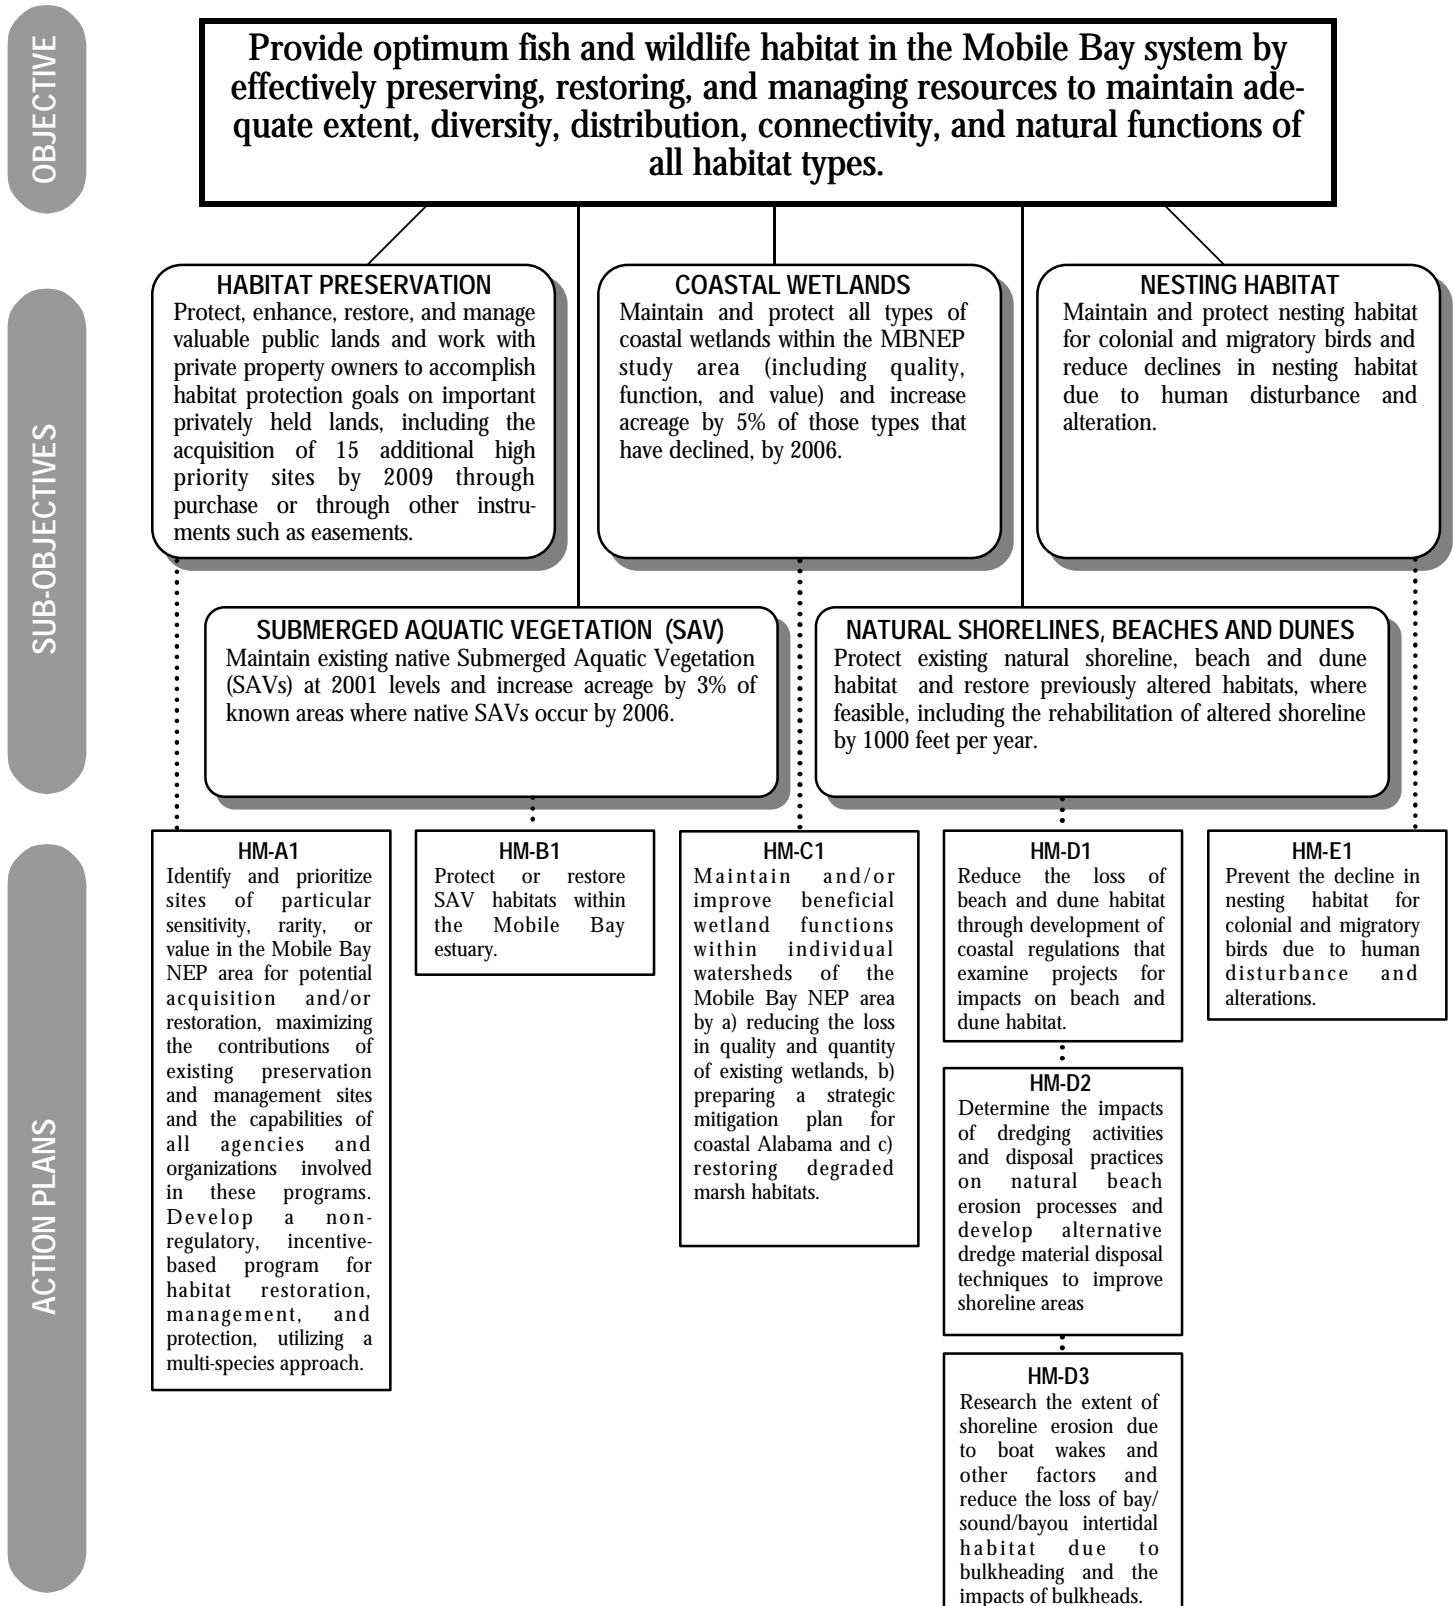 OBJECTIVE
Provide optimum fish and wildlife habitat in the Mobile Bay system by
effectively preserving, restoring, and managing resources to maintain ade-
quate extent, diversity, distribution, connectivity, and natural functions of
all habitat types.
SUB-OBJECTIVES
HABITAT PRESERVATION
Protect, enhance, restore, and manage
valuable public lands and work with
private property owners to accomplish
habitat protection goals on important
privately held lands, including the
acquisition of 15 additional high
priority sites by 2009 through
purchase or through other instru-
ments such as easements.
COASTAL WETLANDS
Maintain and protect all types of
coastal wetlands within the MBNEP
study area (including quality,
function, and value) and increase
acreage by 5% of those types that
have declined, by 2006.
NESTING HABITAT
Maintain and protect nesting habitat
for colonial and migratory birds and
reduce declines in nesting habitat
due to human disturbance and
alteration.
SUBMERGED AQUATIC VEGETATION (SAV)
Maintain existing native Submerged Aquatic Vegetation
(SAVs) at 2001 levels and increase acreage by 3% of
known areas where native SAVs occur by 2006.
NATURAL SHORELINES, BEACHES AND DUNES
Protect existing natural shoreline, beach and dune
habitat and restore previously altered habitats, where
feasible, including the rehabilitation of altered shoreline
by 1000 feet per year.
ACTION PLANS
HM-A1
Identify and prioritize
sites of particular
sensitivity, rarity, or
value in the Mobile Bay
NEP area for potential
acquisition and/or
restoration, maximizing
the contributions of
existing preservation
and management sites
and the capabilities of
all agencies and
organizations involved
in these programs.
Develop a non-
regulatory, incentive-
based program for
habitat restoration,
management, and
protection, utilizing a
multi-species approach.
HM-B1
Protect or restore
SAV habitats within
the Mobile Bay
estuary.
HM-C1
Maintain and/or
improve beneficial
wetland functions
within individual
watersheds of the
Mobile Bay NEP area
by a) reducing the loss
in quality and quantity
of existing wetlands, b)
preparing a strategic
mitigation plan for
coastal Alabama and c)
restoring degraded
marsh habitats.
HM-D1
Reduce the loss of
beach and dune habitat
through development of
coastal regulations that
examine projects for
impacts on beach and
dune habitat.
HM-D2
Determine the impacts
of dredging activities
and disposal practices
on natural beach
erosion processes and
develop alternative
dredge material disposal
techniques to improve
shoreline areas
HM-D3
Research the extent of
shoreline erosion due
to boat wakes and
other factors and
reduce the loss of bay/
sound/bayou intertidal
habitat due to
bulkheading and the
impacts of bulkheads.
HM-E1
Prevent the decline in
nesting habitat for
colonial and migratory
birds due to human
disturbance and
alterations.